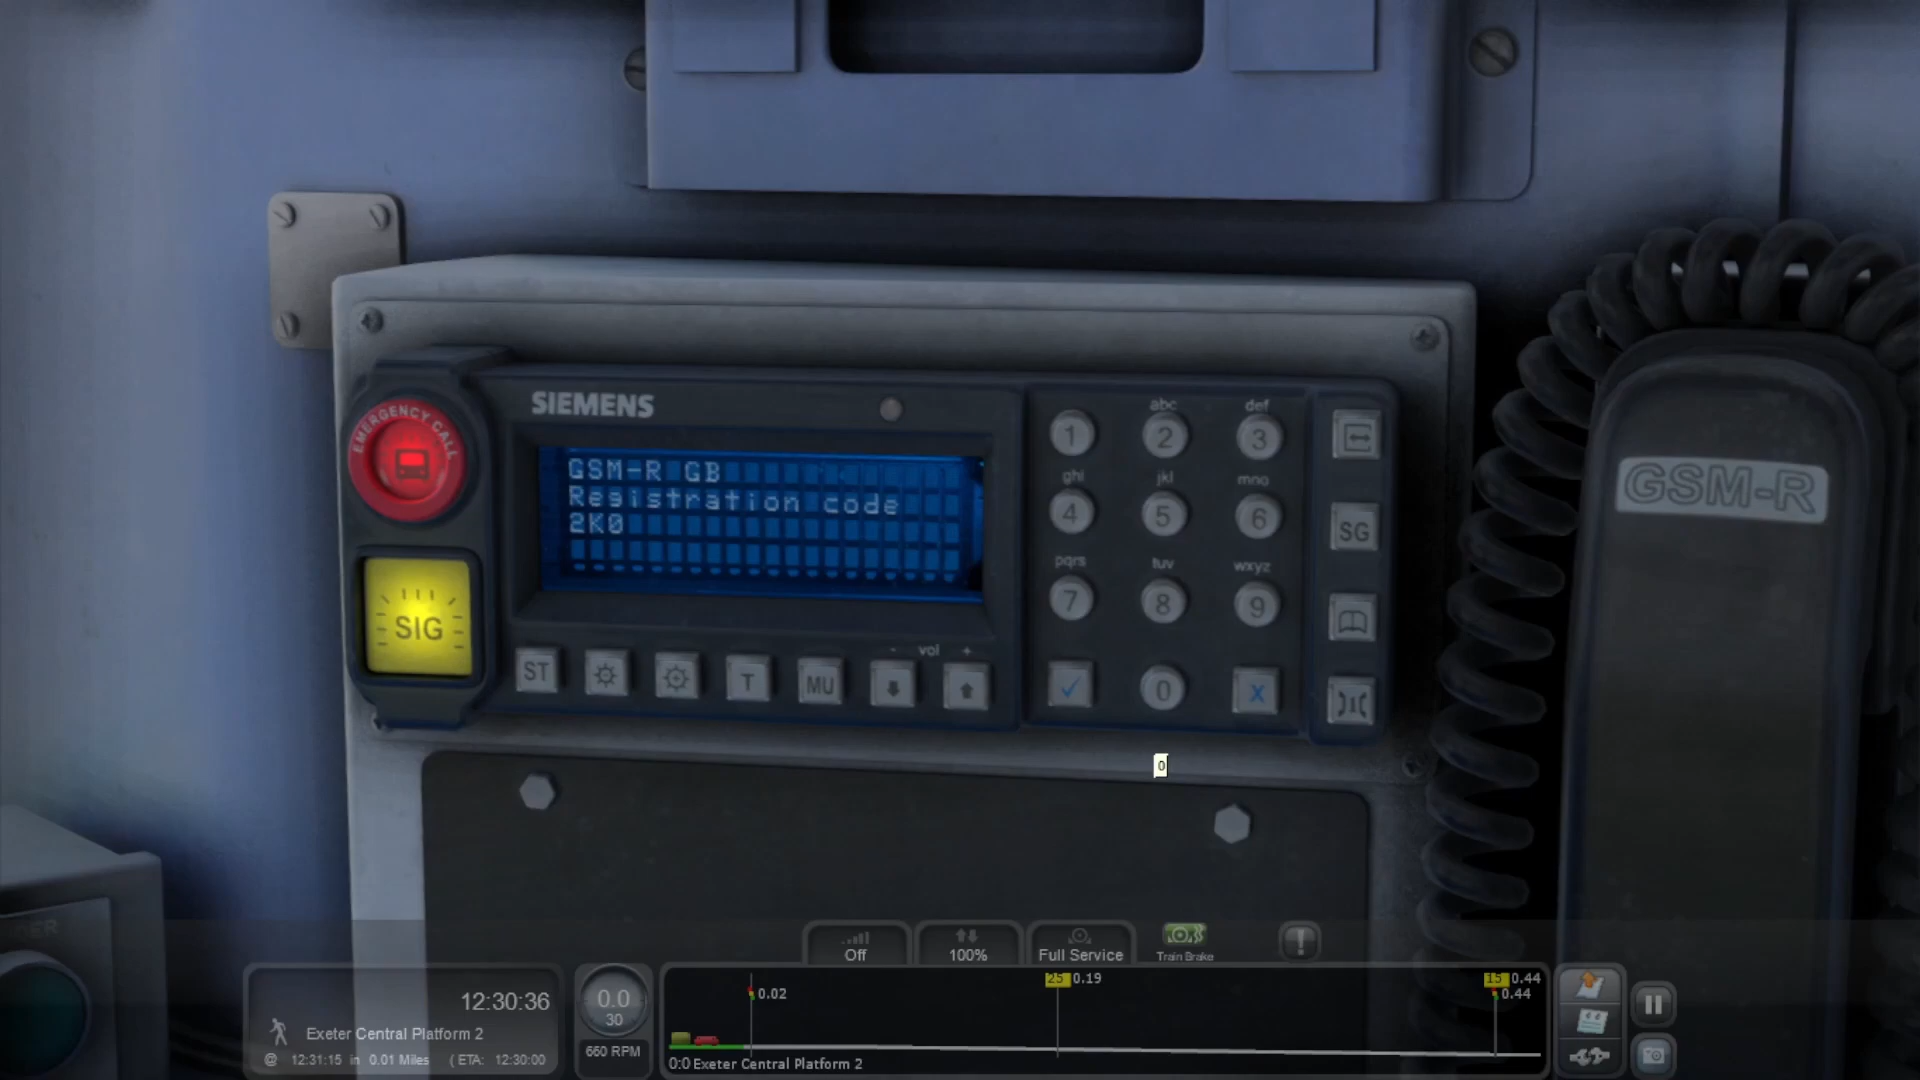 EMERGENCY CALL
SIEMENS
GSM-R GB
Registration code
2K0
SIG
ST
T
MU
- vol +
1
abc
2
def
3
ghi
4
jkl
5
mno
6
pqrs
7
tuv
8
wxyz
9
0
X
SG
GSM-R
0
Off
100%
Full Service
Train Brake
12:30:36
Exeter Central Platform 2
@ 12:31:15 in 0.01 Miles ( ETA: 12:30:00
0.0
30
660 RPM
0.02
25 0.19
15 0.44
0.44
0:0 Exeter Central Platform 2